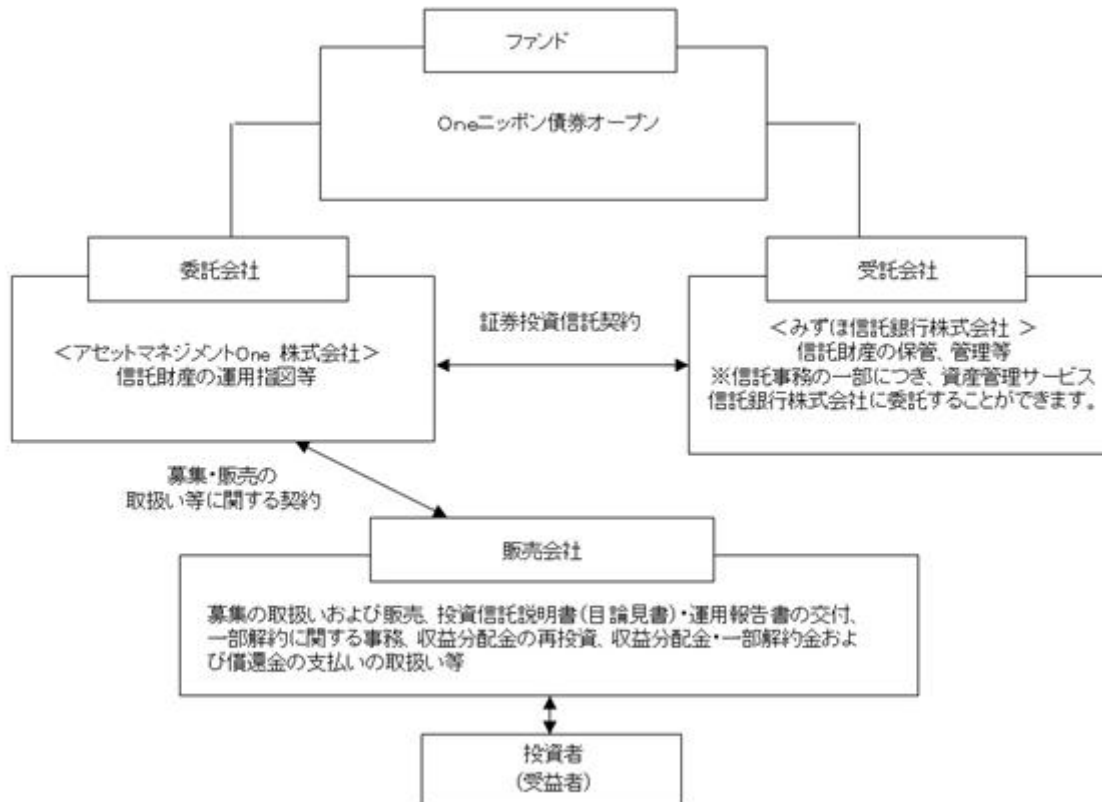 ファンド
Oneニッポン債券オープン
委託会社
受託会社
<アセットマネジメントOne 株式会社>
信託財産の運用指図等
証券投資信託契約
<みずほ信託銀行株式会社 >
信託財産の保管、管理等
※信託事務の一部につき、資産管理サービス
信託銀行株式会社に委託することができます。
募集・販売の
取扱い等に関する契約
販売会社
募集の取扱いおよび販売、投資信託説明書(目論見書)・運用報告書の交付、
一部解約に関する事務、収益分配金の再投資、収益分配金・一部解約金およ
び償還金の支払いの取扱い等
投資者
(受益者)